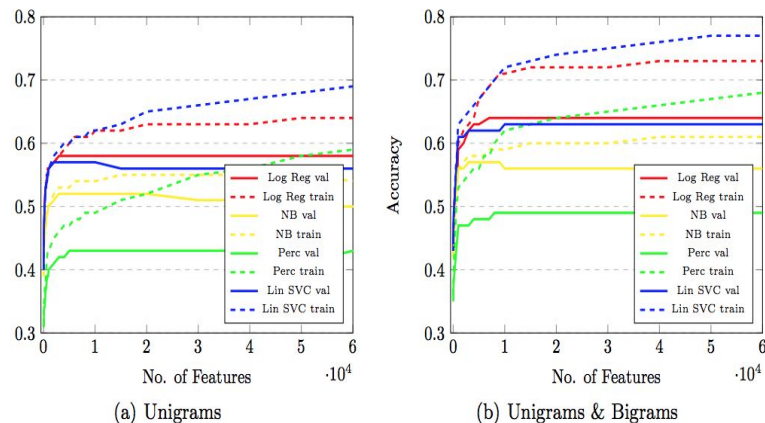 0.8
0.7
0.6
0.5
0.4
0.3
0
1
2
3
4
5
6
·10⁴
No. of Features
Log Reg val
Log Reg train
NB val
NB train
Perc val
Perc train
Lin SVC val
Lin SVC train
(a) Unigrams
Accuracy
0.8
0.7
0.6
0.5
0.4
0.3
0
1
2
3
4
5
6
·10⁴
No. of Features
Log Reg val
Log Reg train
NB val
NB train
Perc val
Perc train
Lin SVC val
Lin SVC train
(b) Unigrams & Bigrams